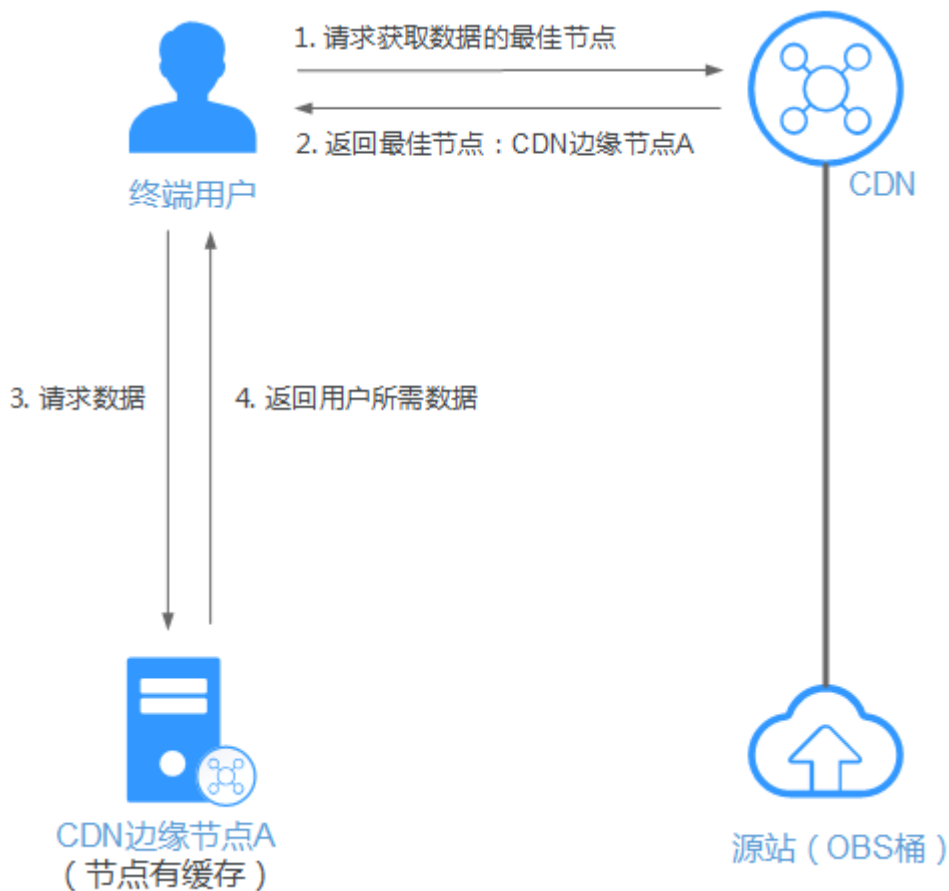 1. 请求获取数据的最佳节点
2. 返回最佳节点：CDN边缘节点A
终端用户
CDN
3. 请求数据
4. 返回用户所需数据
CDN边缘节点A
（节点有缓存）
源站（OBS桶）